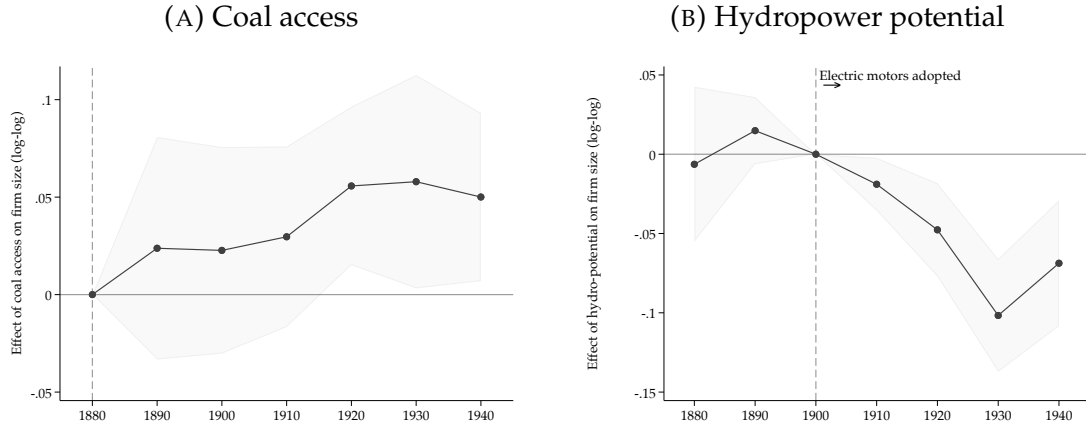 (A) Coal access
Effect of coal access on firm size (log-log)
.1
.05
0
-.05
1880 1890 1900 1910 1920 1930 1940
(B) Hydropower potential
Effect of hydro-potential on firm size (log-log)
Electric motors adopted
→
.05
0
-.05
-.1
-.15
1880 1890 1900 1910 1920 1930 1940